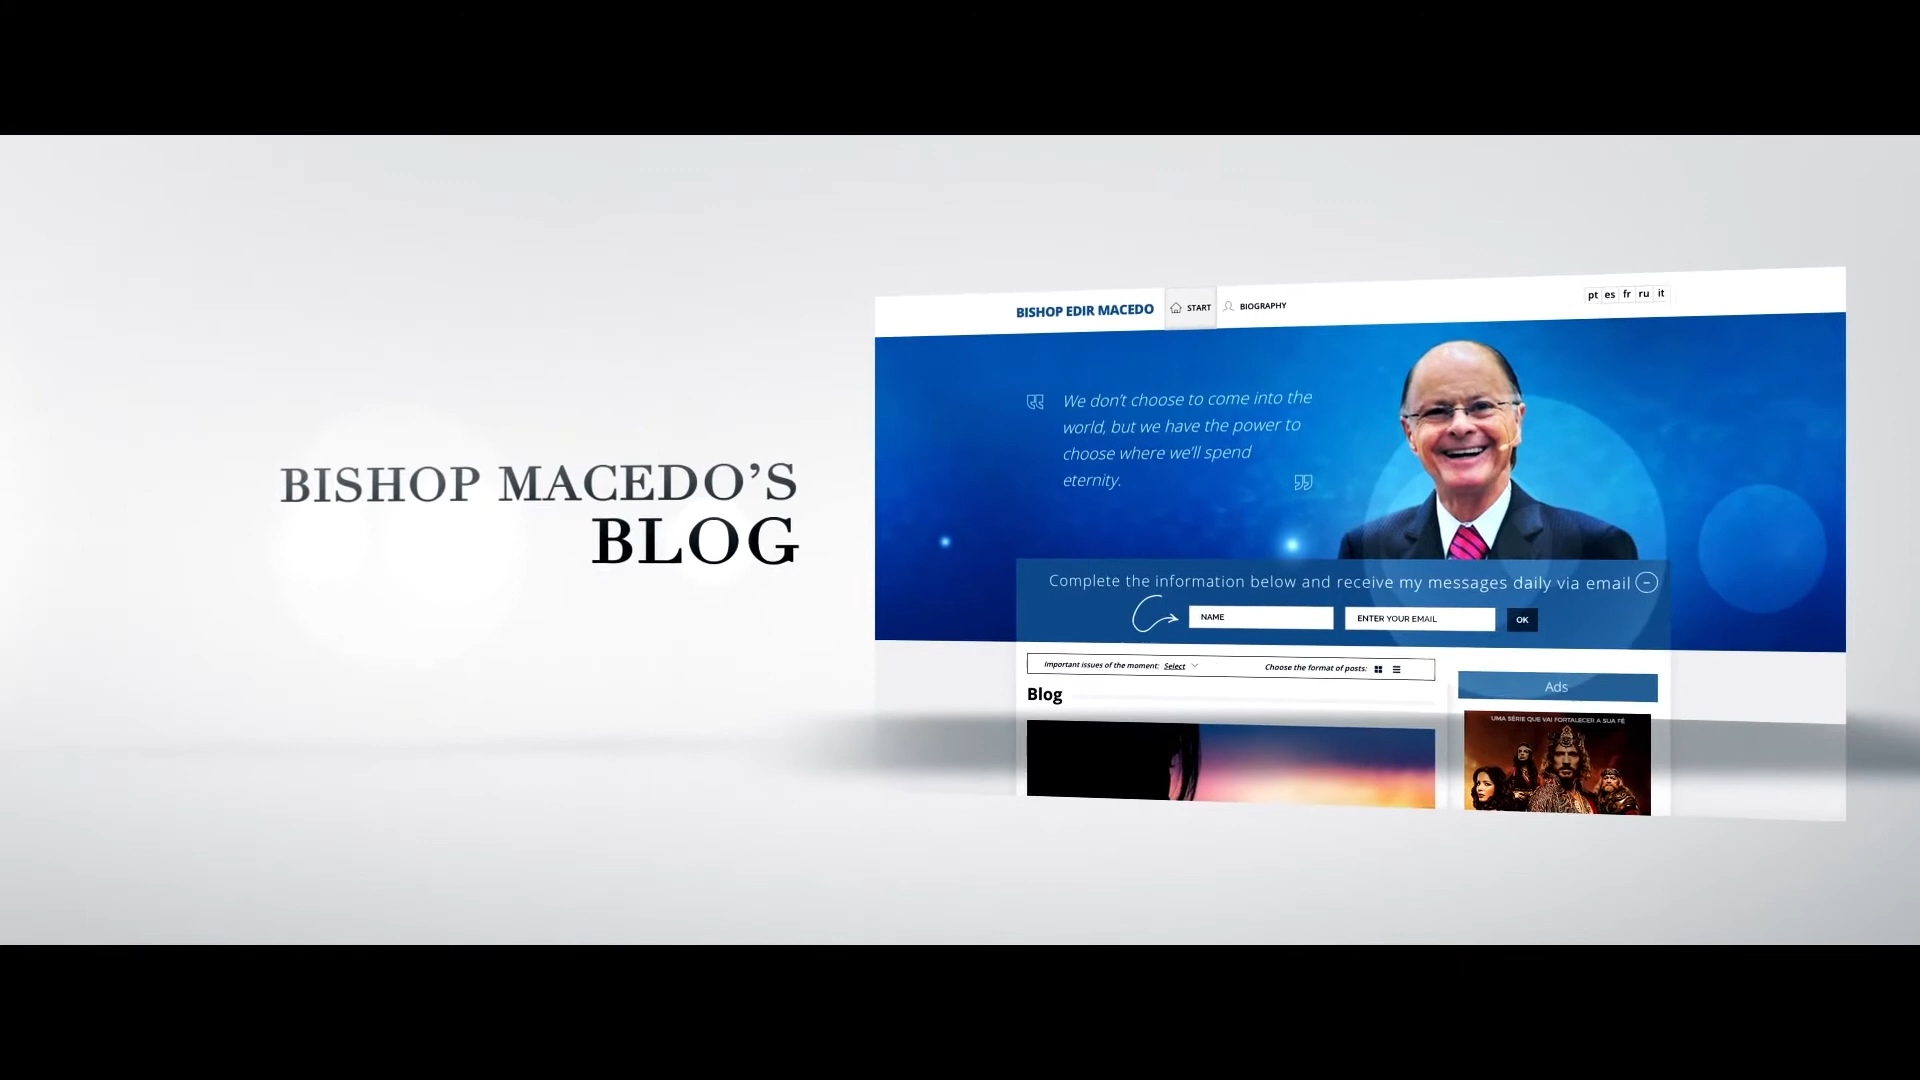 BISHOP MACEDO’S
BLOG
BISHOP EDIR MACEDO
START
BIOGRAPHY
pt es fr ru it
We don't choose to come into the
world, but we have the power to
choose where we'll spend
eternity.
Complete the information below and receive my messages daily via email
NAME
ENTER YOUR EMAIL
OK
Important issues of the moment: Select
Choose the format of posts:
Blog
Ads
UMA SÉRIE QUE VAI FORTALECER A SUA FÉ